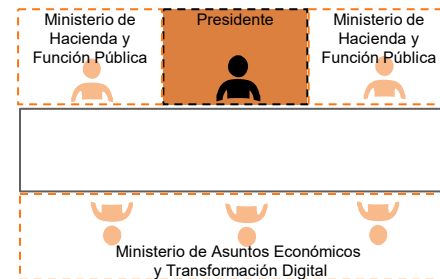 Ministerio de
Hacienda y
Función Pública
Presidente
Ministerio de
Hacienda y
Función Pública
Ministerio de Asuntos Económicos
y Transformación Digital